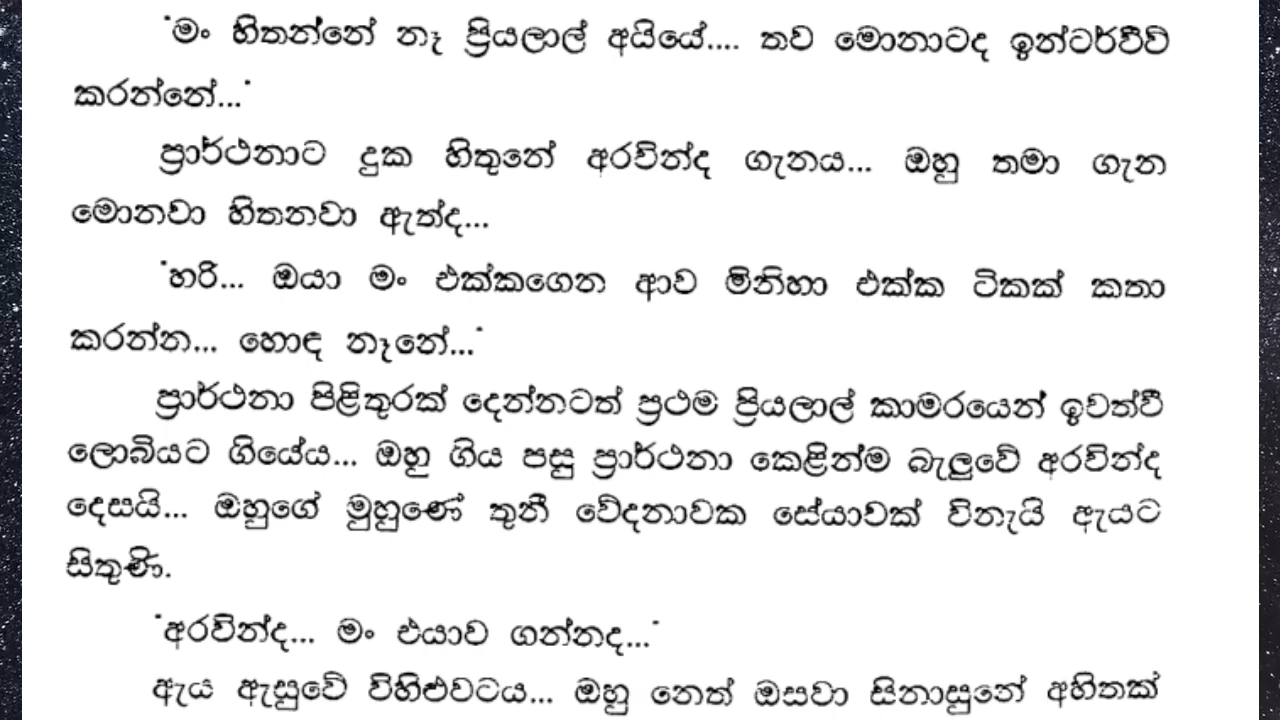 "මං හිතන්නේ නෑ ප්‍රියලාල් අයියේ.... තව මොනාටද ඉන්ටර්වීව්
කරන්නේ..."
ප්‍රාර්ථනාට දුක හිතුනේ අරවින්ද ගැනය... ඔහු තමා ගැන
මොනවා හිතනවා ඇත්ද...
"හරි... ඔයා මං එක්කගෙන ආව මිනිහා එක්ක ටිකක් කතා
කරන්න... හොඳ නෑනේ..."
ප්‍රාර්ථනා පිළිතුරක් දෙන්නටත් ප්‍රථම ප්‍රියලාල් කාමරයෙන් ඉවත්වී
ලොබියට ගියේය... ඔහු ගිය පසු ප්‍රාර්ථනා කෙළින්ම බැලුවේ අරවින්ද
දෙසයි... ඔහුගේ මුහුණේ තුනී වේදනාවක සේයාවක් විනැයි ඇයට
සිතුණි.
"අරවින්ද... මං එයාව ගන්නද..."
ඇය ඇසුවේ විහිළුවටය... ඔහු නෙත් ඔසවා සිනාසුනේ අහිතක්